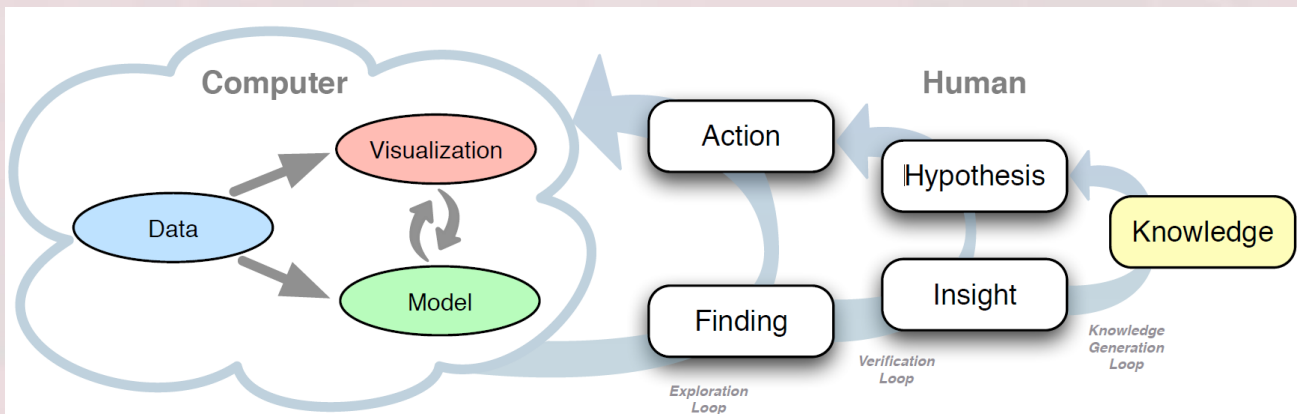 Computer
Human
Visualization
Data
Model
Action
Hypothesis
Knowledge
Finding
Insight
Exploration
Loop
Verification
Loop
Knowledge
Generation
Loop